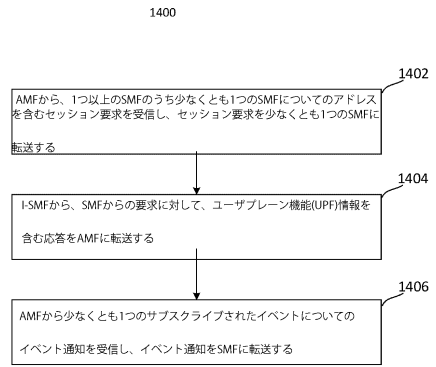 1400
1402
AMFから、1つ以上のSMFのうち少なくとも1つのSMFについてのアドレス
を含むセッション要求を受信し、セッション要求を少なくとも1つのSMFに
転送する
1404
I-SMFから、SMFからの要求に対して、ユーザプレーン機能(UPF)情報を
含む応答をAMFに転送する
1406
AMFから少なくとも1つのサブスクライブされたイベントについての
イベント通知を受信し、イベント通知をSMFに転送する